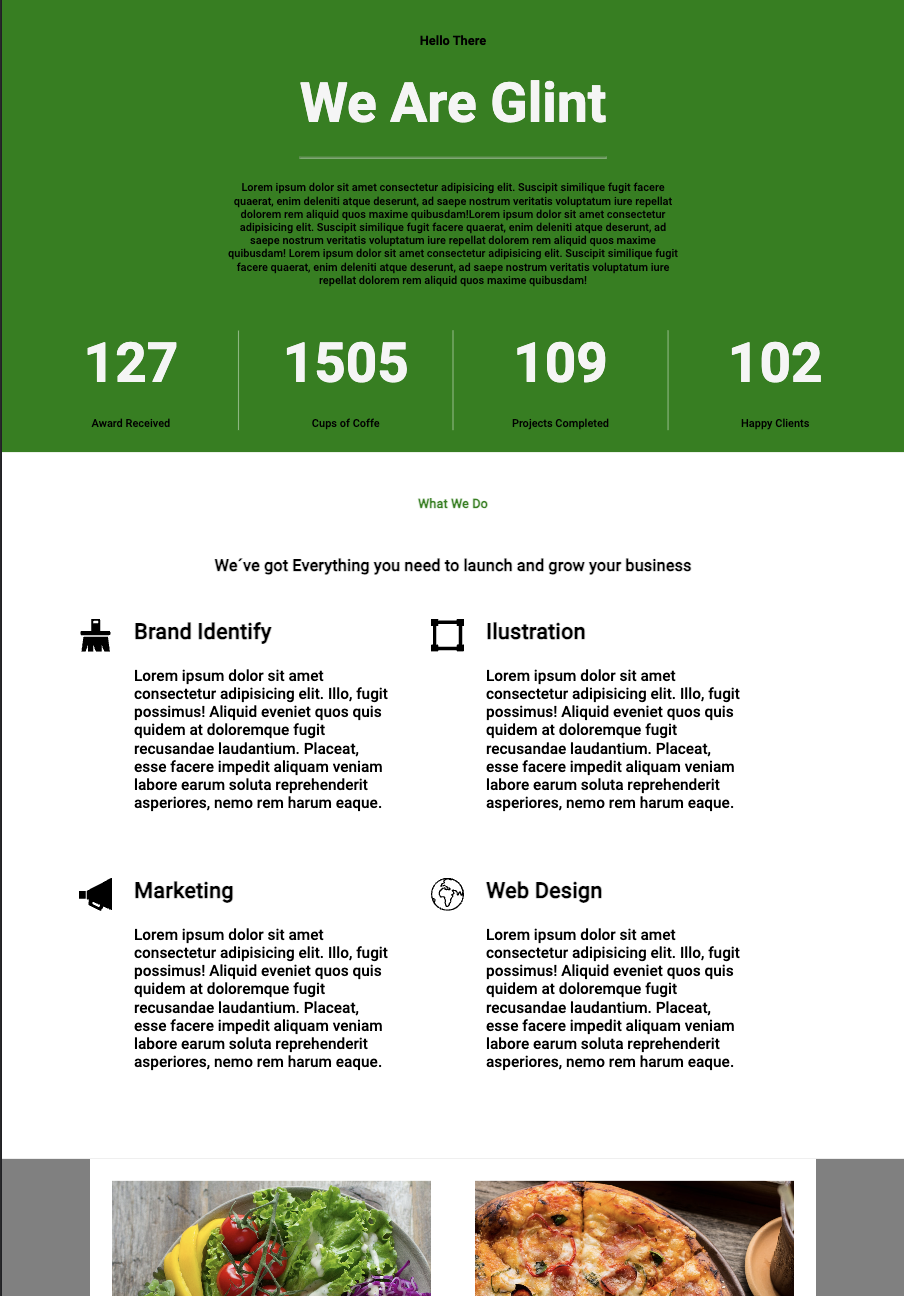 Hello There
We Are Glint
Lorem ipsum dolor sit amet consectetur adipisicing elit. Suscipit similique fugit facere
quaerat, enim deleniti atque deserunt, ad saepe nostrum veritatis voluptatum iure repellat
dolorem rem aliquid quos maxime quibusdam!Lorem ipsum dolor sit amet consectetur
adipisicing elit. Suscipit similique fugit facere quaerat, enim deleniti atque deserunt, ad
saepe nostrum veritatis voluptatum iure repellat dolorem rem aliquid quos maxime
quibusdam! Lorem ipsum dolor sit amet consectetur adipisicing elit. Suscipit similique fugit
facere quaerat, enim deleniti atque deserunt, ad saepe nostrum veritatis voluptatum iure
repellat dolorem rem aliquid quos maxime quibusdam!
127
Award Received
1505
Cups of Coffe
109
Projects Completed
102
Happy Clients
What We Do
We´ve got Everything you need to launch and grow your business
Brand Identify
Lorem ipsum dolor sit amet
consectetur adipisicing elit. Illo, fugit
possimus! Aliquid eveniet quos quis
quidem at doloremque fugit
recusandae laudantium. Placeat,
esse facere impedit aliquam veniam
labore earum soluta reprehenderit
asperiores, nemo rem harum eaque.
Ilustration
Lorem ipsum dolor sit amet
consectetur adipisicing elit. Illo, fugit
possimus! Aliquid eveniet quos quis
quidem at doloremque fugit
recusandae laudantium. Placeat,
esse facere impedit aliquam veniam
labore earum soluta reprehenderit
asperiores, nemo rem harum eaque.
Marketing
Lorem ipsum dolor sit amet
consectetur adipisicing elit. Illo, fugit
possimus! Aliquid eveniet quos quis
quidem at doloremque fugit
recusandae laudantium. Placeat,
esse facere impedit aliquam veniam
labore earum soluta reprehenderit
asperiores, nemo rem harum eaque.
Web Design
Lorem ipsum dolor sit amet
consectetur adipisicing elit. Illo, fugit
possimus! Aliquid eveniet quos quis
quidem at doloremque fugit
recusandae laudantium. Placeat,
esse facere impedit aliquam veniam
labore earum soluta reprehenderit
asperiores, nemo rem harum eaque.